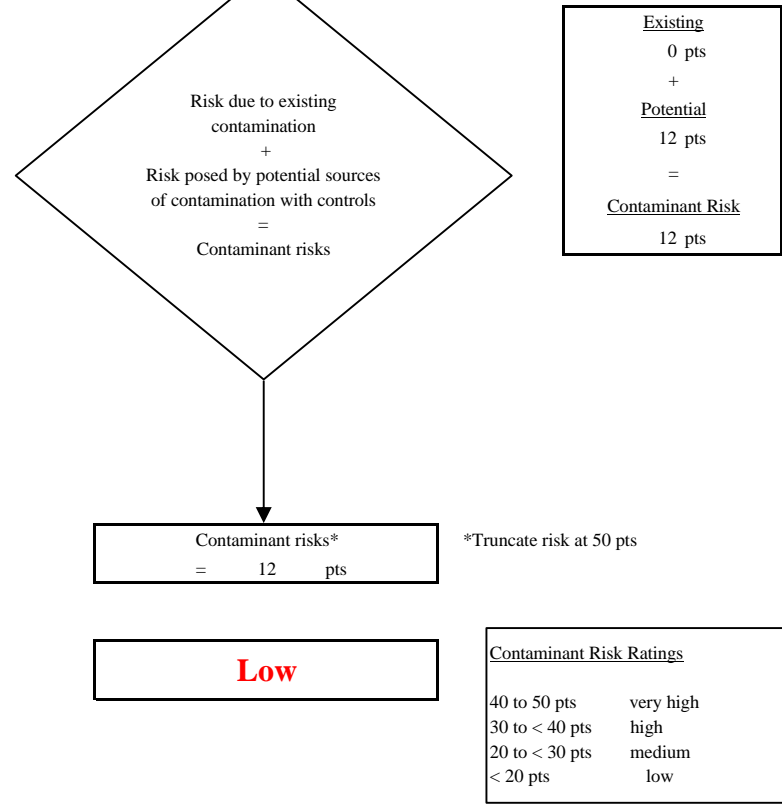 Risk due to existing
contamination
+
Risk posed by potential sources
of contamination with controls
=
Contaminant risks
Existing
0 pts
+
Potential
12 pts
=
Contaminant Risk
12 pts
Contaminant risks*
= 12 pts
*Truncate risk at 50 pts
Low
Contaminant Risk Ratings
40 to 50 pts very high
30 to < 40 pts high
20 to < 30 pts medium
< 20 pts low